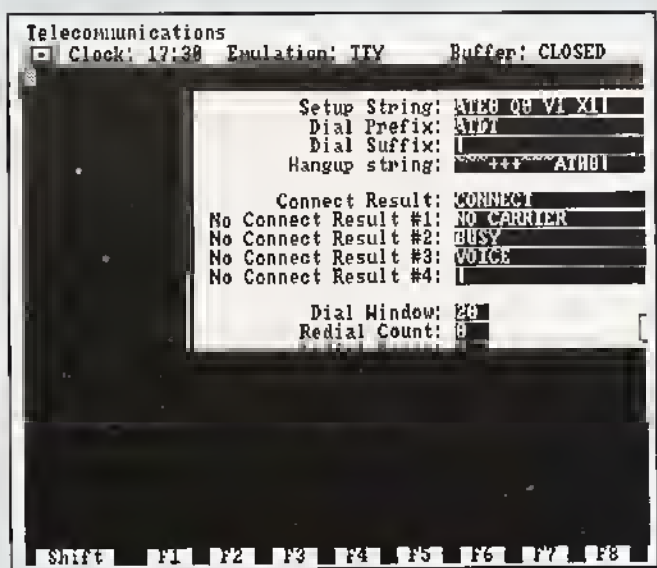 Telecommunications
Clock: 17:30 Emulation: TTY Buffer: CLOSED
Setup String: ATE0 Q0 V1 X1|
Dial Prefix: ATDT
Dial Suffix: |
Hangup string: ~~~+++~~~ATH0|
Connect Result: CONNECT
No Connect Result #1: NO CARRIER
No Connect Result #2: BUSY
No Connect Result #3: VOICE
No Connect Result #4: |
Dial Window: 20
Redial Count: 0
Shift F1 F2 F3 F4 F5 F6 F7 F8